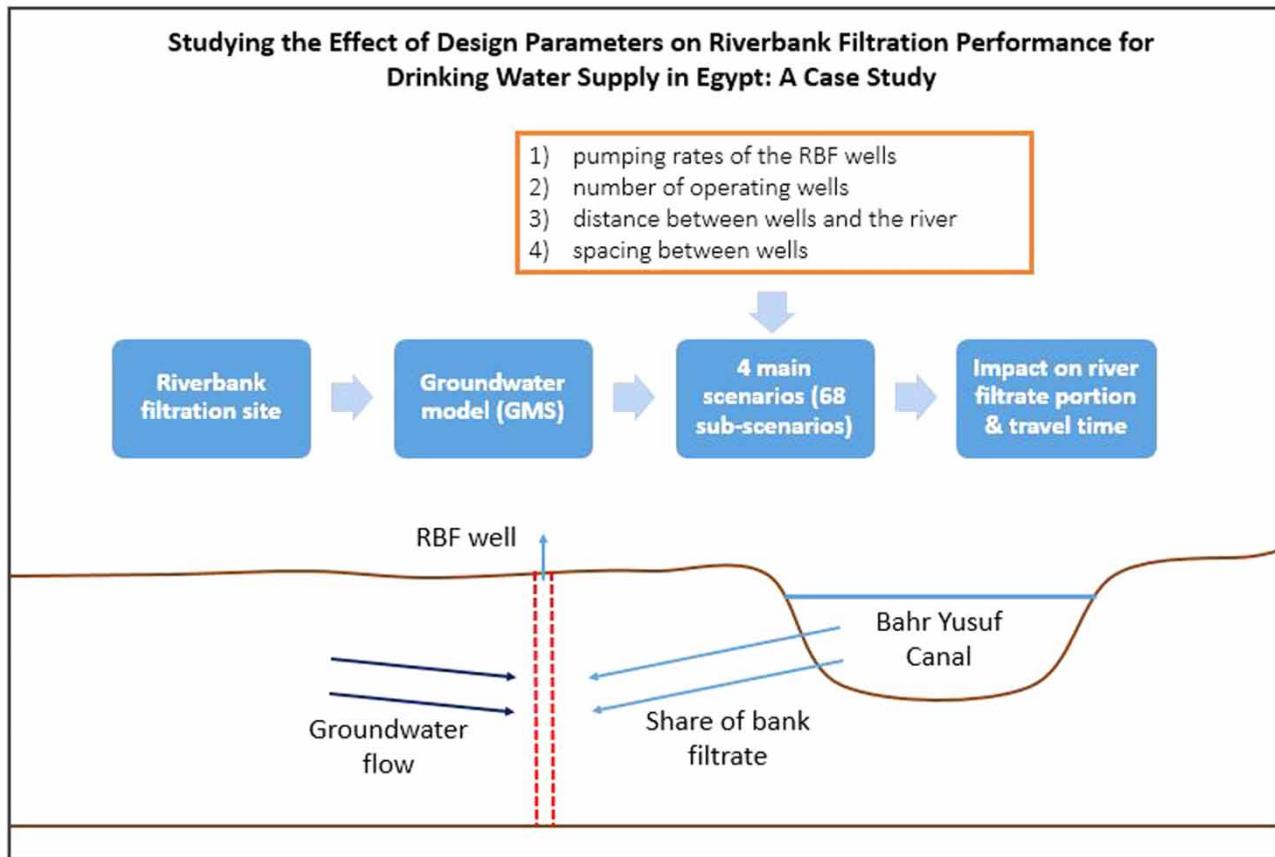 Studying the Effect of Design Parameters on Riverbank Filtration Performance for
Drinking Water Supply in Egypt: A Case Study
1) pumping rates of the RBF wells
2) number of operating wells
3) distance between wells and the river
4) spacing between wells
Riverbank
filtration site
Groundwater
model (GMS)
4 main
scenarios (68
sub-scenarios)
Impact on river
filtrate portion
& travel time
RBF well
Bahr Yusuf
Canal
Groundwater
flow
Share of bank
filtrate